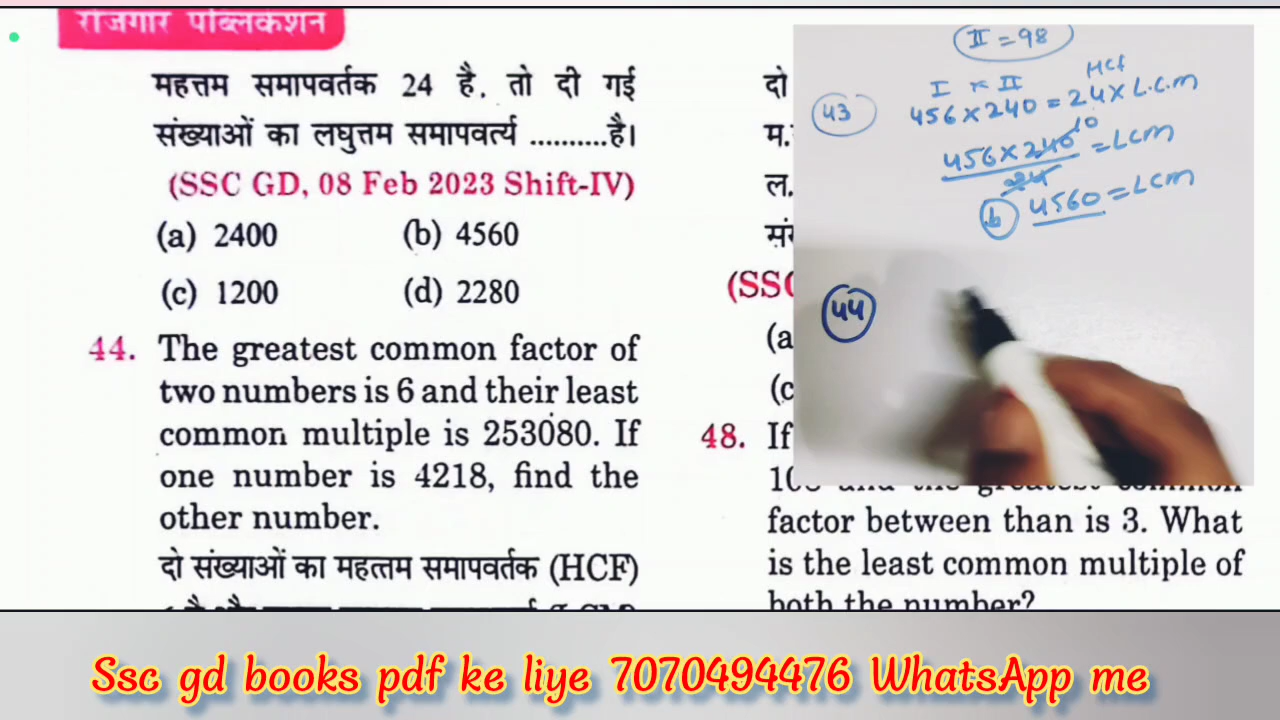 रोजगार पब्लिकेशन
महत्तम समापवर्तक 24 है, तो दी गई
संख्याओं का लघुत्तम समापवर्त्य ..........है।
(SSC GD, 08 Feb 2023 Shift-IV)
(a) 2400 (b) 4560
(c) 1200 (d) 2280
44. The greatest common factor of
two numbers is 6 and their least
common multiple is 253080. If
one number is 4218, find the
other number.
दो संख्याओं का महत्तम समापवर्तक (HCF)
दो
म.
ल.
(SSC
(a
(c
48. If
factor between than is 3. What
is the least common multiple of
both the number?
II = 98
43
I × II HCF
456×240 = 24 × L.C.M
456×240 10 = LCM
24
b 4560 = LCM
44
Ssc gd books pdf ke liye 7070494476 WhatsApp me